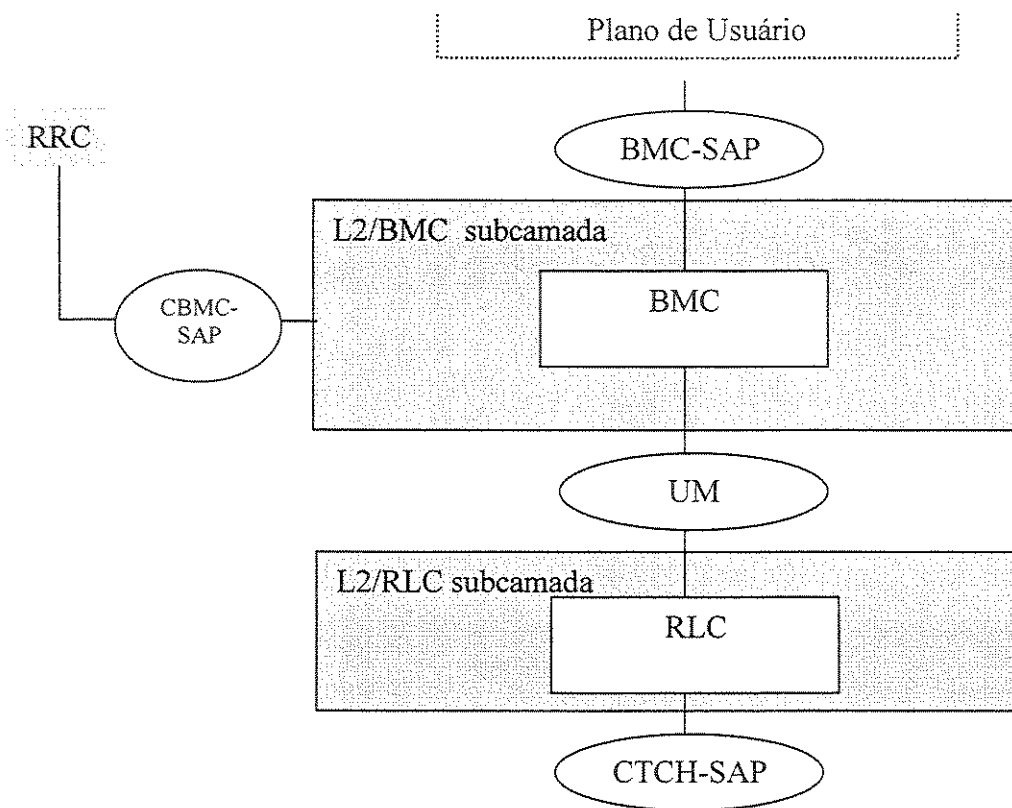 Plano de Usuário
RRC
BMC-SAP
L2/BMC subcamada
BMC
CBMC-
SAP
UM
L2/RLC subcamada
RLC
CTCH-SAP